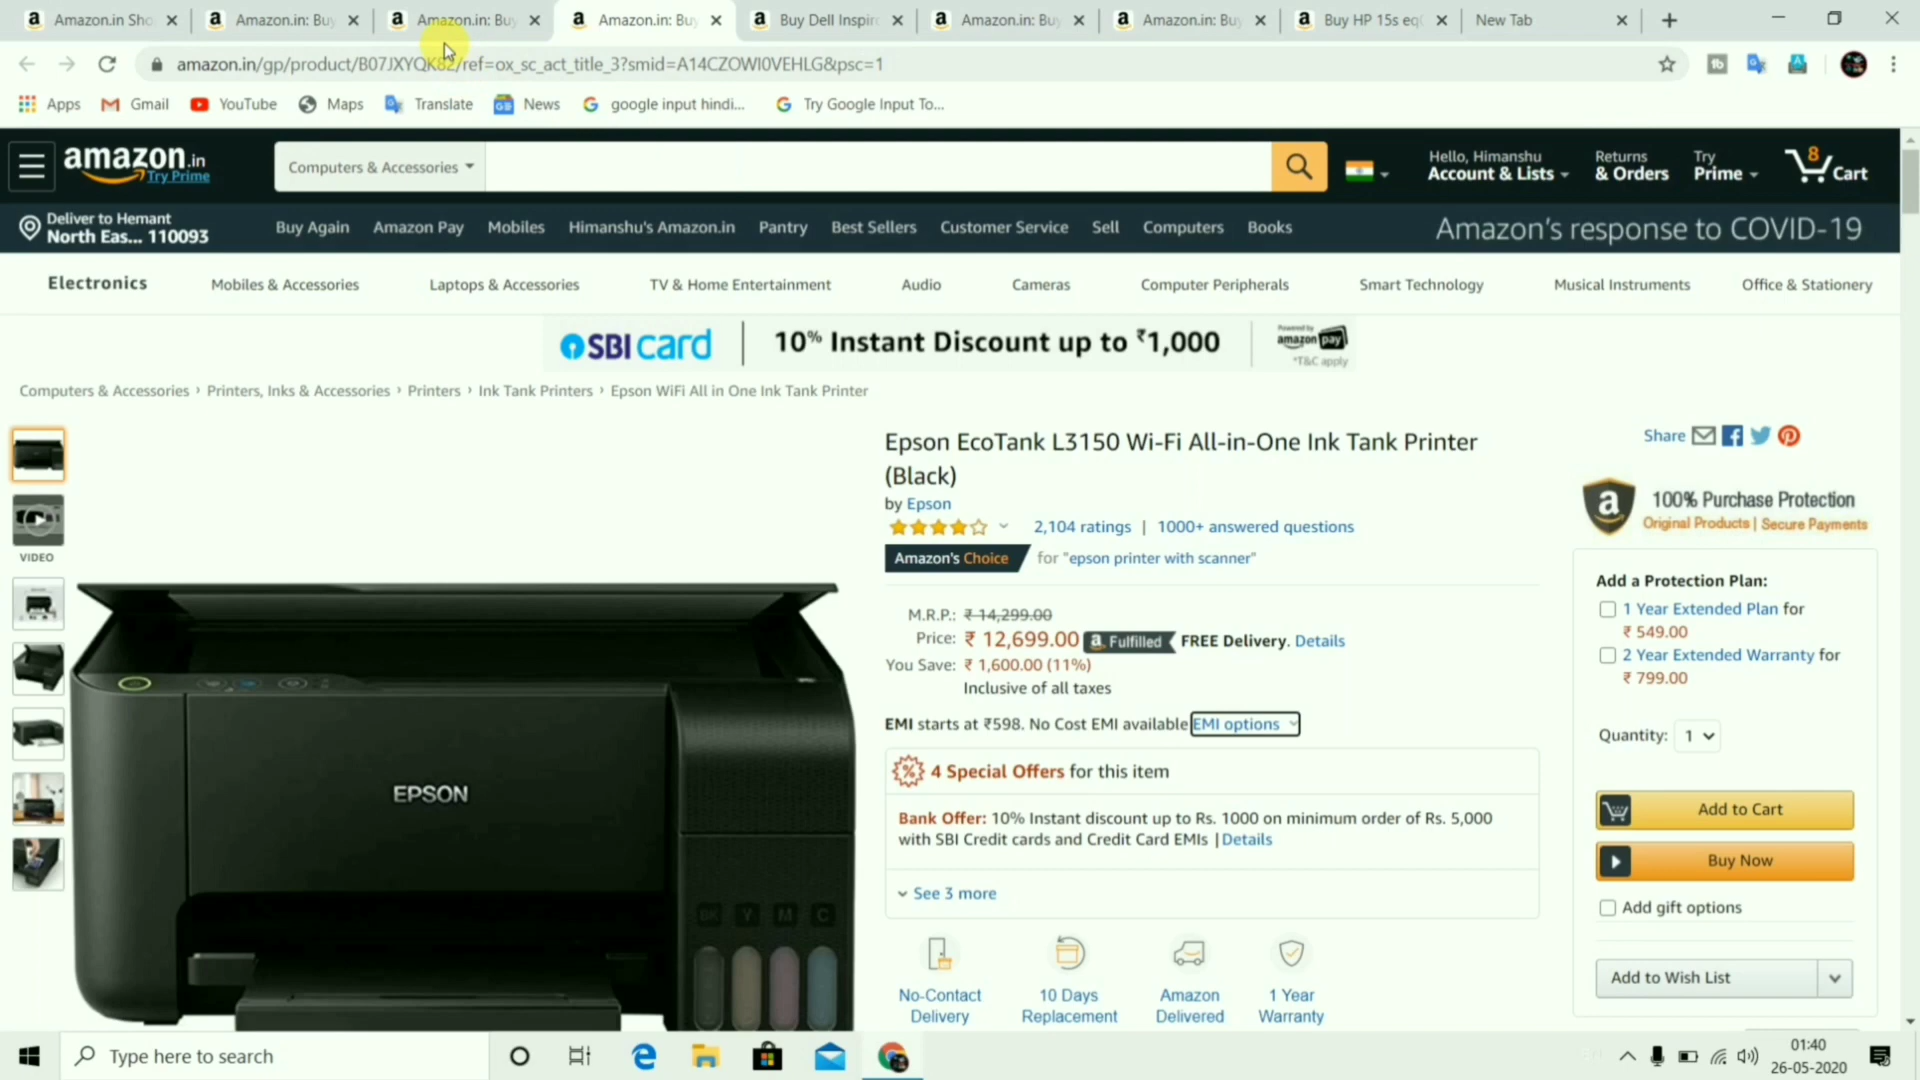 Amazon.in Sho
Amazon.in: Buy
Amazon.in: Buy
Amazon.in: Buy
Buy Dell Inspir
Amazon.in: Bu
Amazon.in: Buy
Buy HP 15s eq
New Tab
amazon.in/gp/product/B07JXYQK82/ref=ox_sc_act_title_3?smid=A14CZOWI0VEHLG&psc=1
Apps
Gmail
YouTube
Maps
Translate
News
google input hindi...
Try Google Input To...
amazon.in
Try Prime
Computers & Accessories
Hello, Himanshu
Account & Lists
Returns
& Orders
Try
Prime
8
Cart
Deliver to Hemant
North Eas... 110093
Buy Again
Amazon Pay
Mobiles
Himanshu's Amazon.in
Pantry
Best Sellers
Customer Service
Sell
Computers
Books
Amazon's response to COVID-19
Electronics
Mobiles & Accessories
Laptops & Accessories
TV & Home Entertainment
Audio
Cameras
Computer Peripherals
Smart Technology
Musical Instruments
Office & Stationery
SBI card
10% Instant Discount up to ₹1,000
Powered by
amazon pay
*T&C apply
Computers & Accessories › Printers, Inks & Accessories › Printers › Ink Tank Printers › Epson WiFi All in One Ink Tank Printer
VIDEO
EPSON
BK Y M C
Epson EcoTank L3150 Wi-Fi All-in-One Ink Tank Printer
(Black)
by Epson
2,104 ratings | 1000+ answered questions
Amazon's Choice for "epson printer with scanner"
M.R.P.: ₹ 14,299.00
Price: ₹ 12,699.00 a Fulfilled FREE Delivery. Details
You Save: ₹ 1,600.00 (11%)
Inclusive of all taxes
EMI starts at ₹598. No Cost EMI available EMI options
4 Special Offers for this item
Bank Offer: 10% Instant discount up to Rs. 1000 on minimum order of Rs. 5,000
with SBI Credit cards and Credit Card EMIs | Details
See 3 more
No-Contact
Delivery
10 Days
Replacement
Amazon
Delivered
1 Year
Warranty
Share
100% Purchase Protection
Original Products | Secure Payments
Add a Protection Plan:
1 Year Extended Plan for
₹ 549.00
2 Year Extended Warranty for
₹ 799.00
Quantity: 1
Add to Cart
Buy Now
Add gift options
Add to Wish List
Type here to search
01:40
26-05-2020